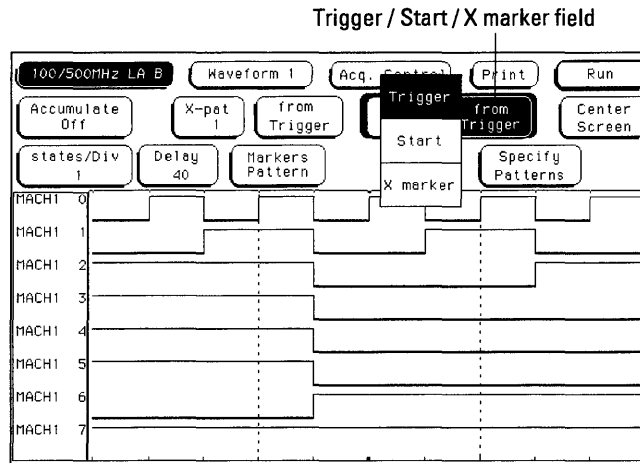 Trigger / Start / X marker field
100/500MHz LA B
Waveform 1
Acq. Control
Print
Run
Accumulate
Off
X-pat
1
from
Trigger
Trigger
Start
X marker
from
Trigger
Center
Screen
states/Div
1
Delay
40
Markers
Pattern
Specify
Patterns
MACH1 0
MACH1 1
MACH1 2
MACH1 3
MACH1 4
MACH1 5
MACH1 6
MACH1 7